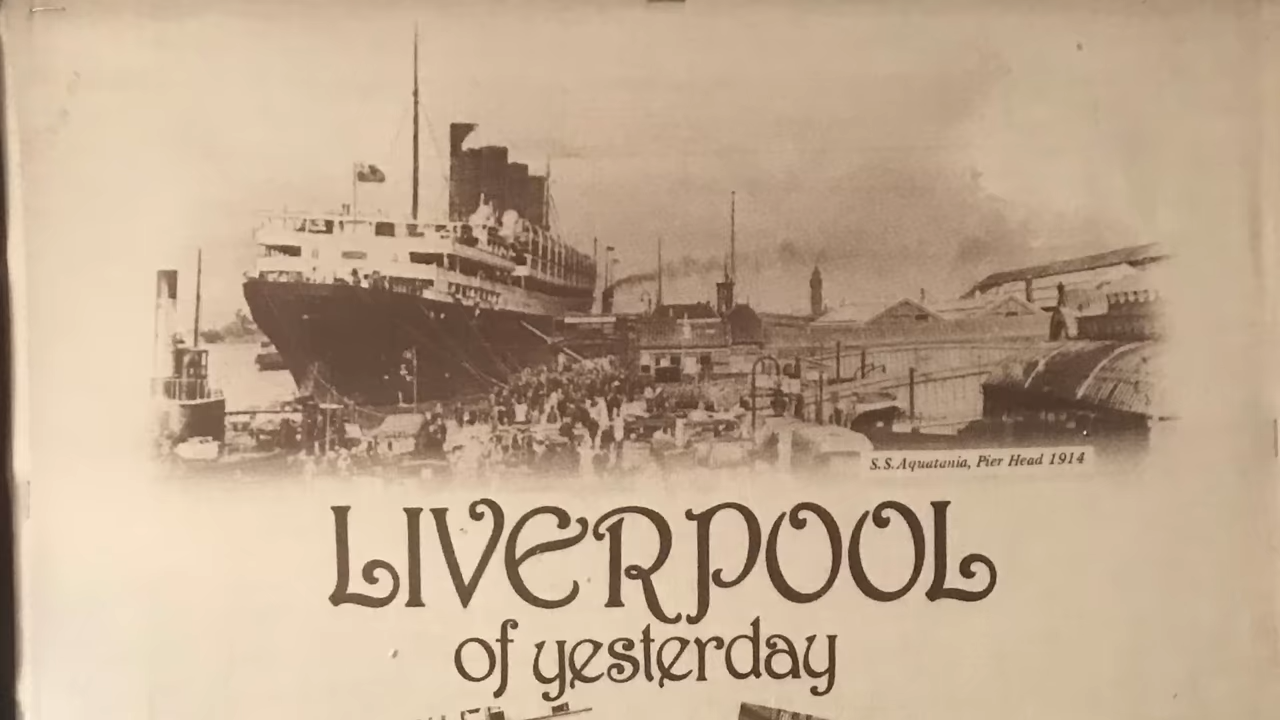 S.S. Aquatania, Pier Head 1914
LIVERPOOL
of yesterday